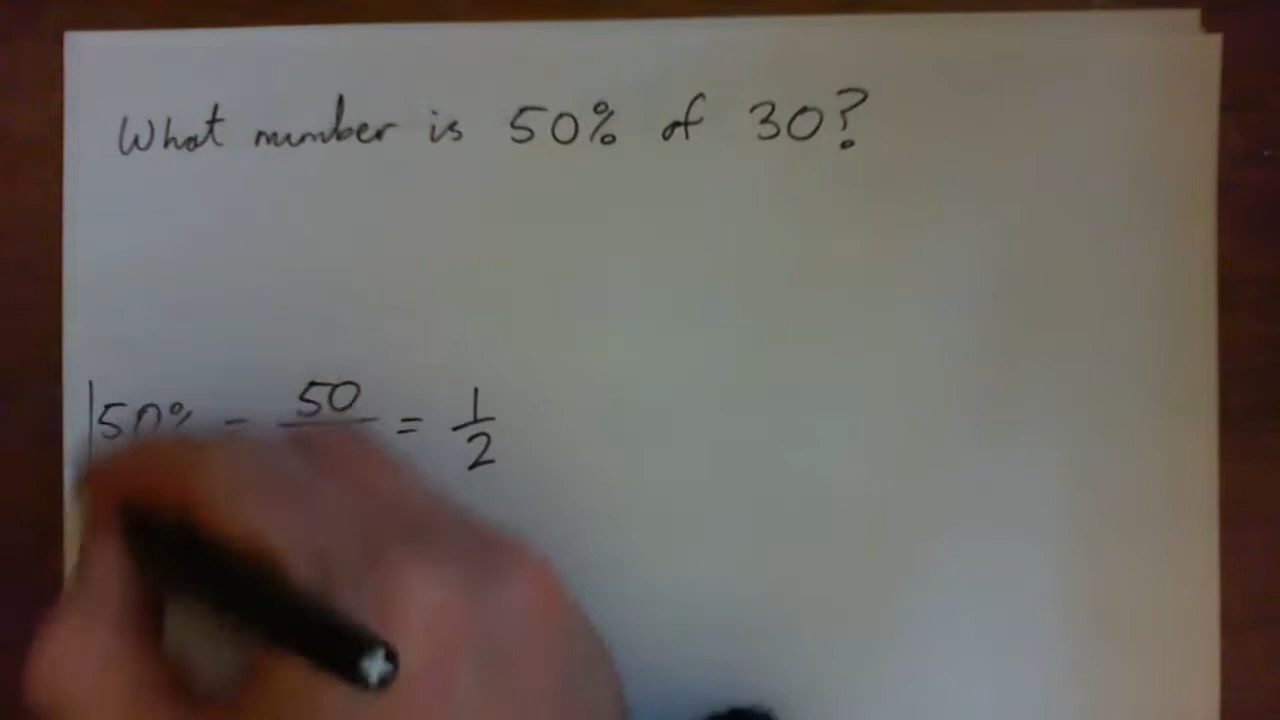 What number is 50% of 30?
50% = 50 = 1/2